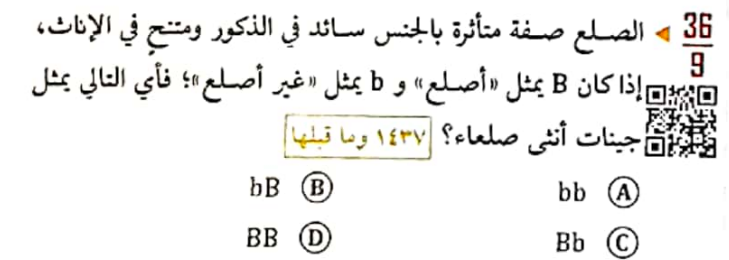 36/9 ◄ الصلع صفة متأثرة بالجنس سائد في الذكور ومتنحٍ في الإناث،
إذا كان B يمثل «أصلع» و b يمثل «غير أصلع»؛ فأي التالي يمثل
جينات أنثى صلعاء؟ ١٤٣٧ وما قبلها
A bb
B bB
C Bb
D BB